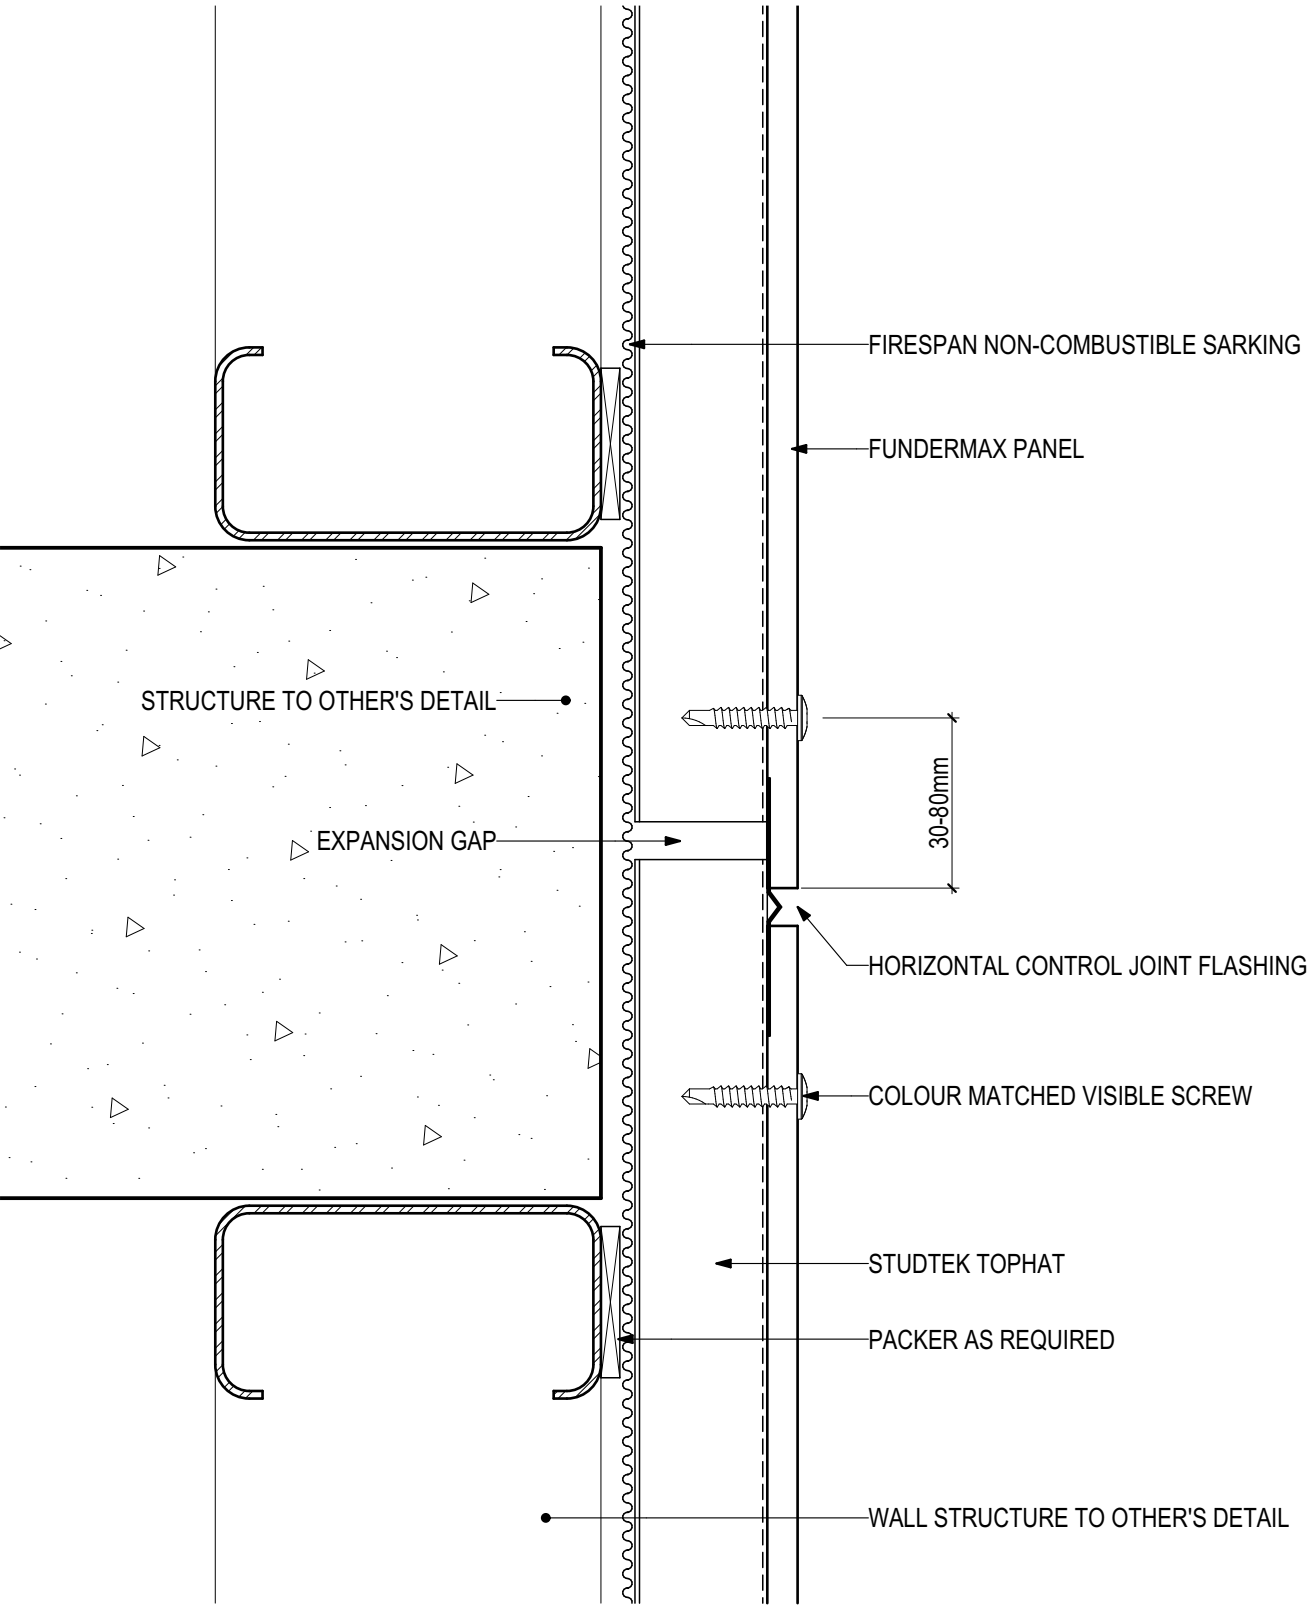 FIRESPAN NON-COMBUSTIBLE SARKING
FUNDERMAX PANEL
STRUCTURE TO OTHER'S DETAIL
30-80mm
EXPANSION GAP
HORIZONTAL CONTROL JOINT FLASHING
COLOUR MATCHED VISIBLE SCREW
STUDTEK TOPHAT
PACKER AS REQUIRED
WALL STRUCTURE TO OTHER'S DETAIL